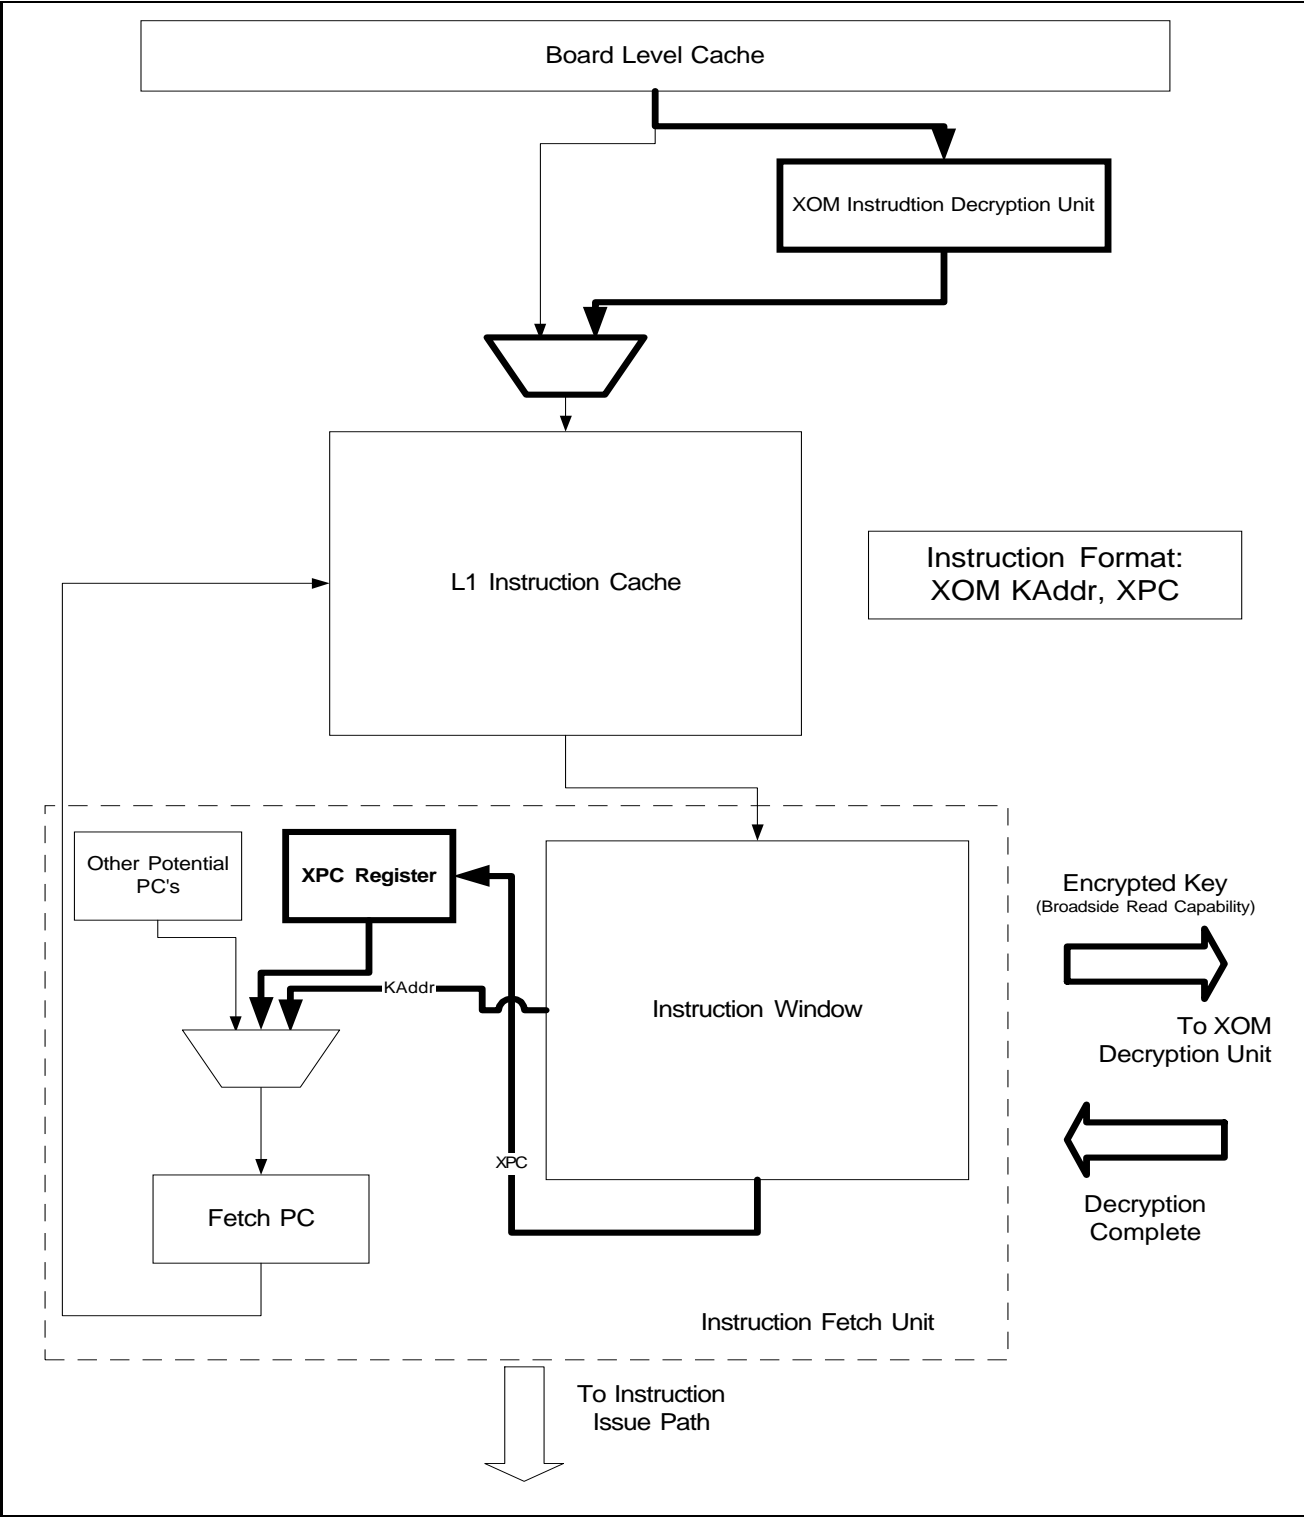 Board Level Cache
XOM Instrudtion Decryption Unit
L1 Instruction Cache
Instruction Format:
XOM KAddr, XPC
Other Potential
PC's
XPC Register
Encrypted Key
(Broadside Read Capability)
KAddr
Instruction Window
To XOM
Decryption Unit
XPC
Fetch PC
Decryption
Complete
Instruction Fetch Unit
To Instruction
Issue Path